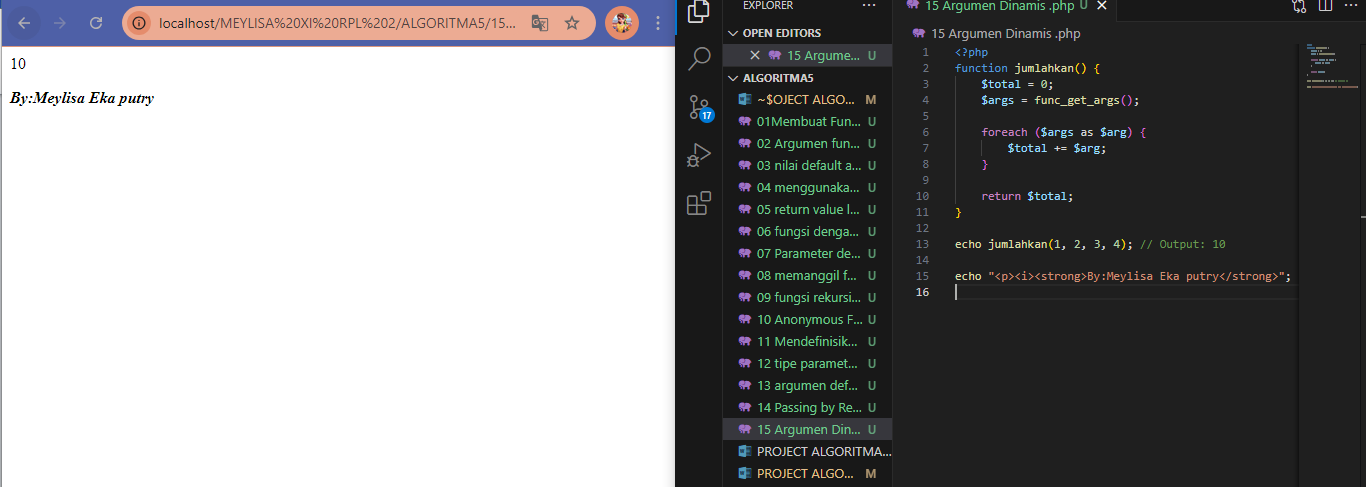 localhost/MEYLISA%20XI%20RPL%202/ALGORITMA5/15...
10
By:Meylisa Eka putry
EXPLORER
OPEN EDITORS
15 Argume... U
ALGORITMA5
~$OJECT ALGO... M
01Membuat Fun... U
02 Argumen fun... U
03 nilai default a... U
04 menggunaka... U
05 return value l... U
06 fungsi denga... U
07 Parameter de... U
08 memanggil f... U
09 fungsi rekursi... U
10 Anonymous F... U
11 Mendefinisik... U
12 tipe paramet... U
13 argumen def... U
14 Passing by Re... U
15 Argumen Din... U
PROJECT ALGORITMA...
PROJECT ALGO... M
17
15 Argumen Dinamis .php U
15 Argumen Dinamis .php
1 <?php
2 function jumlahkan() {
3 $total = 0;
4 $args = func_get_args();
5
6 foreach ($args as $arg) {
7 $total += $arg;
8 }
9
10 return $total;
11 }
12
13 echo jumlahkan(1, 2, 3, 4); // Output: 10
14
15 echo "<p><i><strong>By:Meylisa Eka putry</strong>";
16